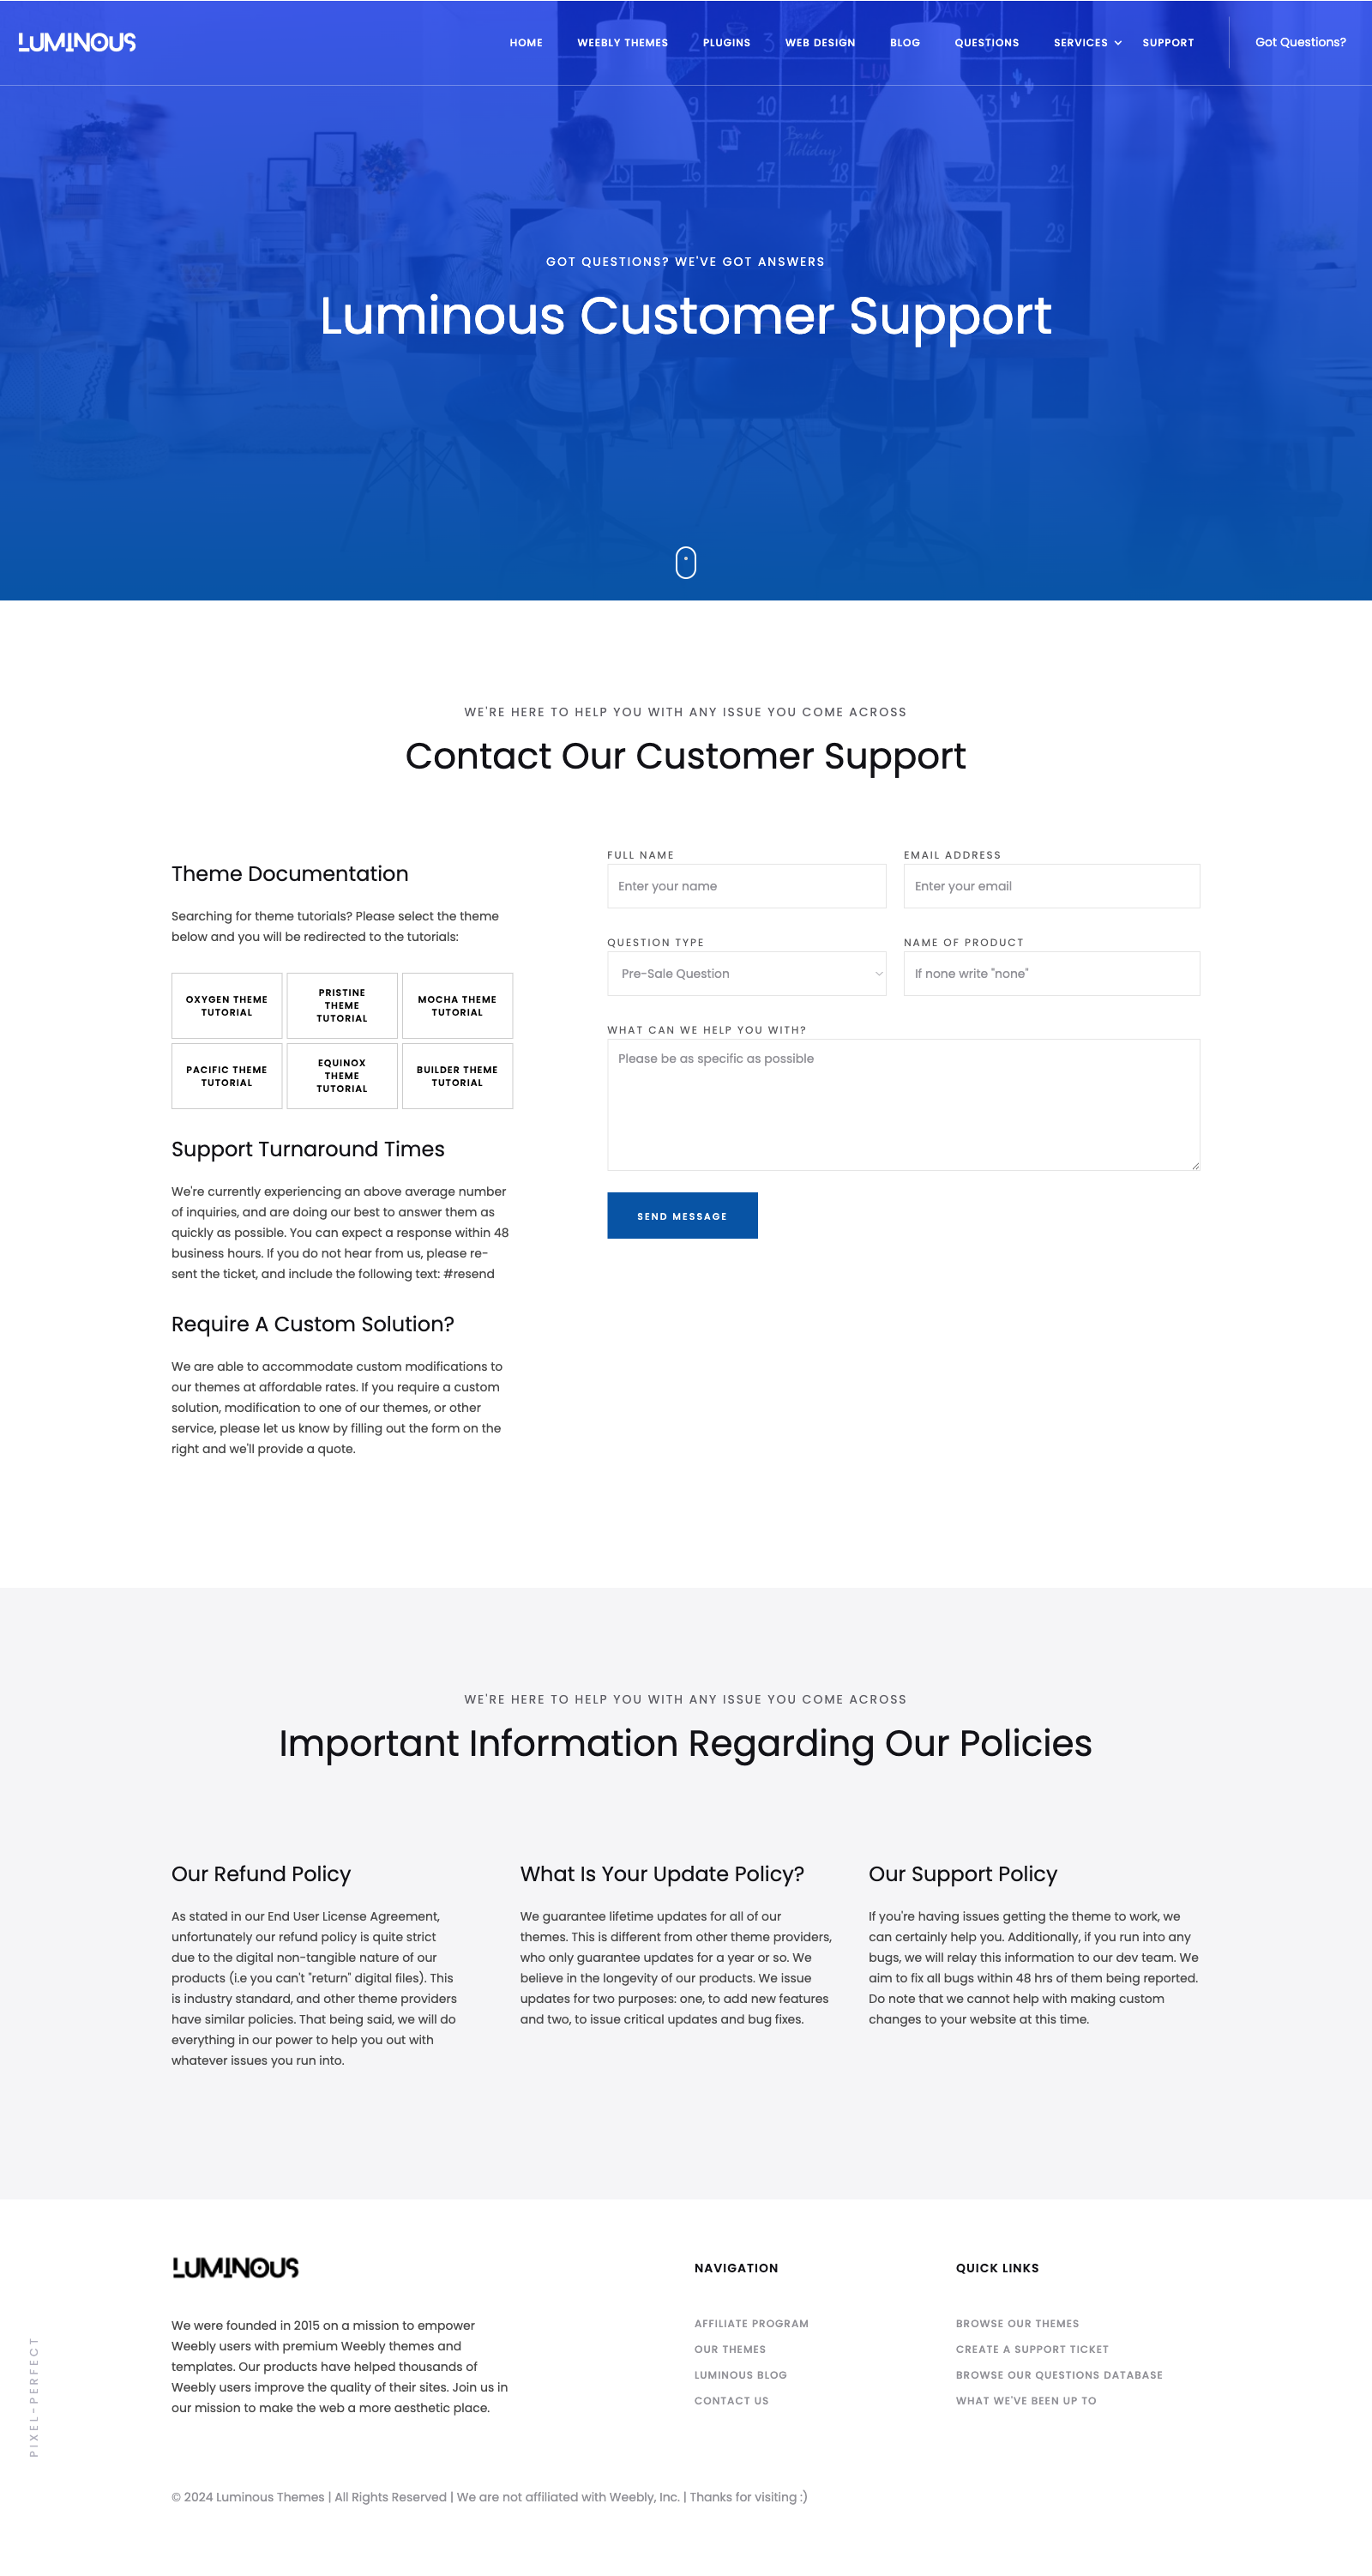 LUMINOUS
HOME WEEBLY THEMES PLUGINS WEB DESIGN BLOG QUESTIONS SERVICES SUPPORT Got Questions?
PARTY
LUN
2 3
9 10 11 13 14
Bank
Holiday
17 18 20 21
25 28
GOT QUESTIONS? WE'VE GOT ANSWERS
Luminous Customer Support
WE'RE HERE TO HELP YOU WITH ANY ISSUE YOU COME ACROSS
Contact Our Customer Support
Theme Documentation
Searching for theme tutorials? Please select the theme
below and you will be redirected to the tutorials:
OXYGEN THEME
TUTORIAL
PRISTINE
THEME
TUTORIAL
MOCHA THEME
TUTORIAL
PACIFIC THEME
TUTORIAL
EQUINOX
THEME
TUTORIAL
BUILDER THEME
TUTORIAL
Support Turnaround Times
We're currently experiencing an above average number
of inquiries, and are doing our best to answer them as
quickly as possible. You can expect a response within 48
business hours. If you do not hear from us, please re-
sent the ticket, and include the following text: #resend
Require A Custom Solution?
We are able to accommodate custom modifications to
our themes at affordable rates. If you require a custom
solution, modification to one of our themes, or other
service, please let us know by filling out the form on the
right and we'll provide a quote.
FULL NAME
Enter your name
EMAIL ADDRESS
Enter your email
QUESTION TYPE
Pre-Sale Question
NAME OF PRODUCT
If none write "none"
WHAT CAN WE HELP YOU WITH?
Please be as specific as possible
SEND MESSAGE
WE'RE HERE TO HELP YOU WITH ANY ISSUE YOU COME ACROSS
Important Information Regarding Our Policies
Our Refund Policy
As stated in our End User License Agreement,
unfortunately our refund policy is quite strict
due to the digital non-tangible nature of our
products (i.e you can't "return" digital files). This
is industry standard, and other theme providers
have similar policies. That being said, we will do
everything in our power to help you out with
whatever issues you run into.
What Is Your Update Policy?
We guarantee lifetime updates for all of our
themes. This is different from other theme providers,
who only guarantee updates for a year or so. We
believe in the longevity of our products. We issue
updates for two purposes: one, to add new features
and two, to issue critical updates and bug fixes.
Our Support Policy
If you're having issues getting the theme to work, we
can certainly help you. Additionally, if you run into any
bugs, we will relay this information to our dev team. We
aim to fix all bugs within 48 hrs of them being reported.
Do note that we cannot help with making custom
changes to your website at this time.
LUMINOUS
We were founded in 2015 on a mission to empower
Weebly users with premium Weebly themes and
templates. Our products have helped thousands of
Weebly users improve the quality of their sites. Join us in
our mission to make the web a more aesthetic place.
NAVIGATION
AFFILIATE PROGRAM
OUR THEMES
LUMINOUS BLOG
CONTACT US
QUICK LINKS
BROWSE OUR THEMES
CREATE A SUPPORT TICKET
BROWSE OUR QUESTIONS DATABASE
WHAT WE'VE BEEN UP TO
PIXEL-PERFECT
© 2024 Luminous Themes | All Rights Reserved | We are not affiliated with Weebly, Inc. | Thanks for visiting :)